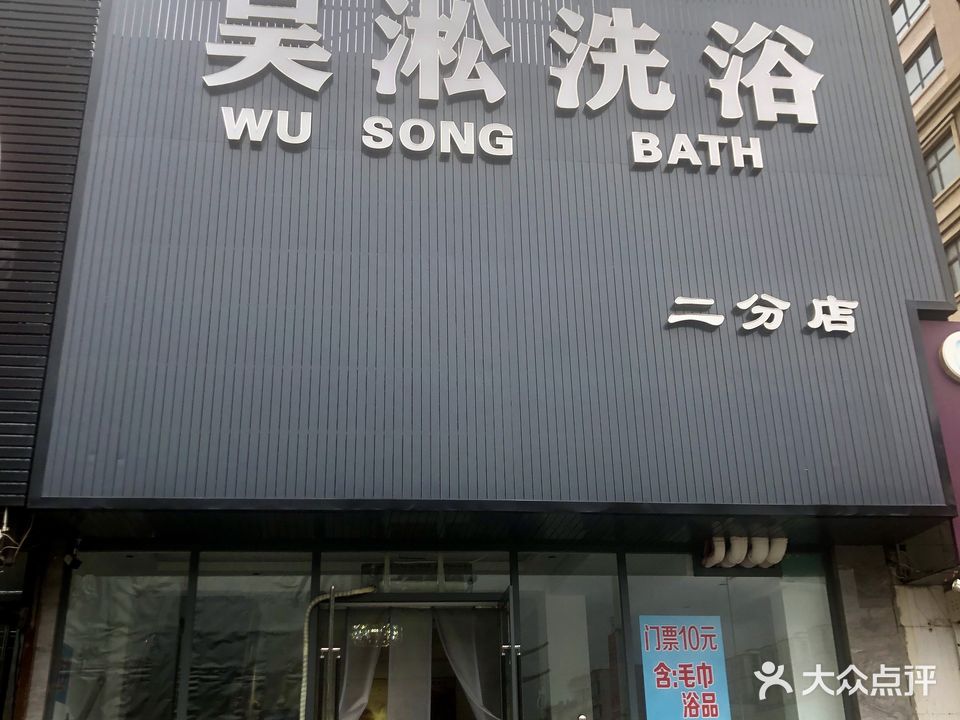 吴淞洗浴
WU SONG BATH
二分店
门票10元
含:毛巾
浴品
大众点评